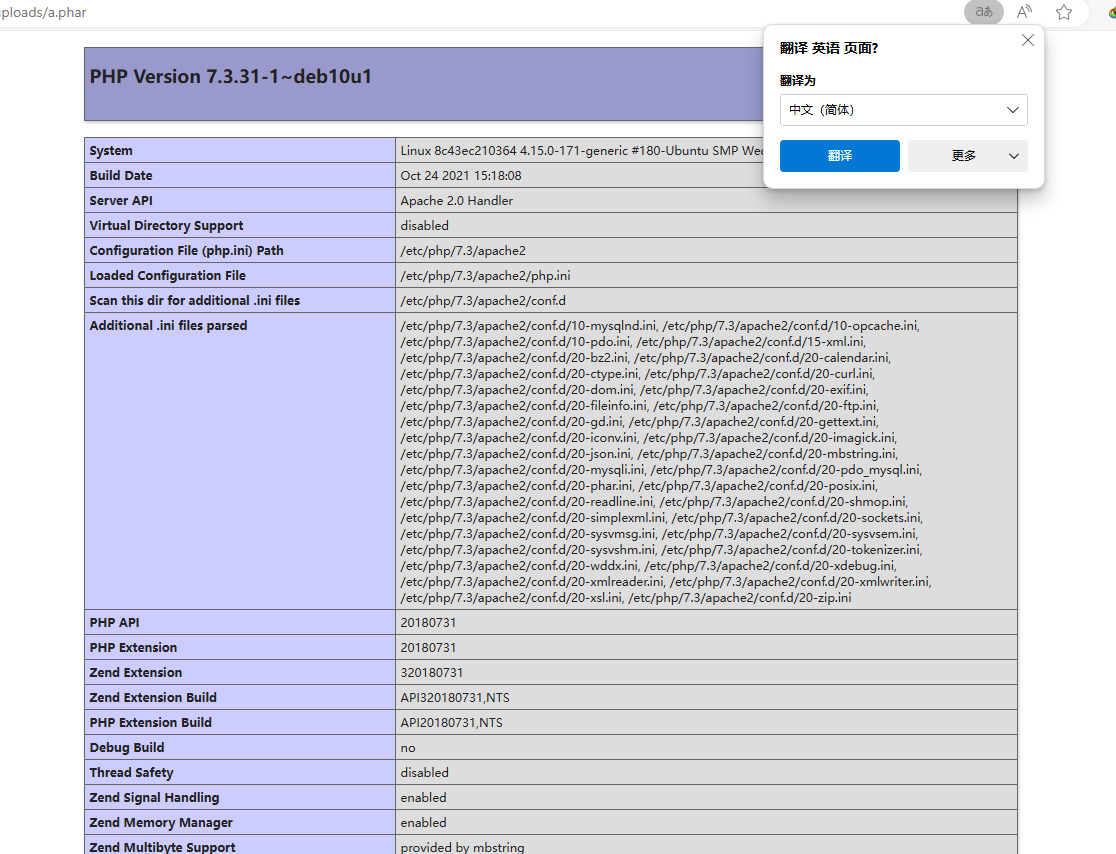 ploads/a.phar
aあ
A
翻译 英语 页面?
翻译为
中文（简体）
翻译
更多
PHP Version 7.3.31-1~deb10u1
System Linux 8c43ec210364 4.15.0-171-generic #180-Ubuntu SMP Wed
Build Date Oct 24 2021 15:18:08
Server API Apache 2.0 Handler
Virtual Directory Support disabled
Configuration File (php.ini) Path /etc/php/7.3/apache2
Loaded Configuration File /etc/php/7.3/apache2/php.ini
Scan this dir for additional .ini files /etc/php/7.3/apache2/conf.d
Additional .ini files parsed /etc/php/7.3/apache2/conf.d/10-mysqlnd.ini, /etc/php/7.3/apache2/conf.d/10-opcache.ini,
/etc/php/7.3/apache2/conf.d/10-pdo.ini, /etc/php/7.3/apache2/conf.d/15-xml.ini,
/etc/php/7.3/apache2/conf.d/20-bz2.ini, /etc/php/7.3/apache2/conf.d/20-calendar.ini,
/etc/php/7.3/apache2/conf.d/20-ctype.ini, /etc/php/7.3/apache2/conf.d/20-curl.ini,
/etc/php/7.3/apache2/conf.d/20-dom.ini, /etc/php/7.3/apache2/conf.d/20-exif.ini,
/etc/php/7.3/apache2/conf.d/20-fileinfo.ini, /etc/php/7.3/apache2/conf.d/20-ftp.ini,
/etc/php/7.3/apache2/conf.d/20-gd.ini, /etc/php/7.3/apache2/conf.d/20-gettext.ini,
/etc/php/7.3/apache2/conf.d/20-iconv.ini, /etc/php/7.3/apache2/conf.d/20-imagick.ini,
/etc/php/7.3/apache2/conf.d/20-json.ini, /etc/php/7.3/apache2/conf.d/20-mbstring.ini,
/etc/php/7.3/apache2/conf.d/20-mysqli.ini, /etc/php/7.3/apache2/conf.d/20-pdo_mysql.ini,
/etc/php/7.3/apache2/conf.d/20-phar.ini, /etc/php/7.3/apache2/conf.d/20-posix.ini,
/etc/php/7.3/apache2/conf.d/20-readline.ini, /etc/php/7.3/apache2/conf.d/20-shmop.ini,
/etc/php/7.3/apache2/conf.d/20-simplexml.ini, /etc/php/7.3/apache2/conf.d/20-sockets.ini,
/etc/php/7.3/apache2/conf.d/20-sysvmsg.ini, /etc/php/7.3/apache2/conf.d/20-sysvsem.ini,
/etc/php/7.3/apache2/conf.d/20-sysvshm.ini, /etc/php/7.3/apache2/conf.d/20-tokenizer.ini,
/etc/php/7.3/apache2/conf.d/20-wddx.ini, /etc/php/7.3/apache2/conf.d/20-xdebug.ini,
/etc/php/7.3/apache2/conf.d/20-xmlreader.ini, /etc/php/7.3/apache2/conf.d/20-xmlwriter.ini,
/etc/php/7.3/apache2/conf.d/20-xsl.ini, /etc/php/7.3/apache2/conf.d/20-zip.ini
PHP API 20180731
PHP Extension 20180731
Zend Extension 320180731
Zend Extension Build API320180731,NTS
PHP Extension Build API20180731,NTS
Debug Build no
Thread Safety disabled
Zend Signal Handling enabled
Zend Memory Manager enabled
Zend Multibyte Support provided by mbstring